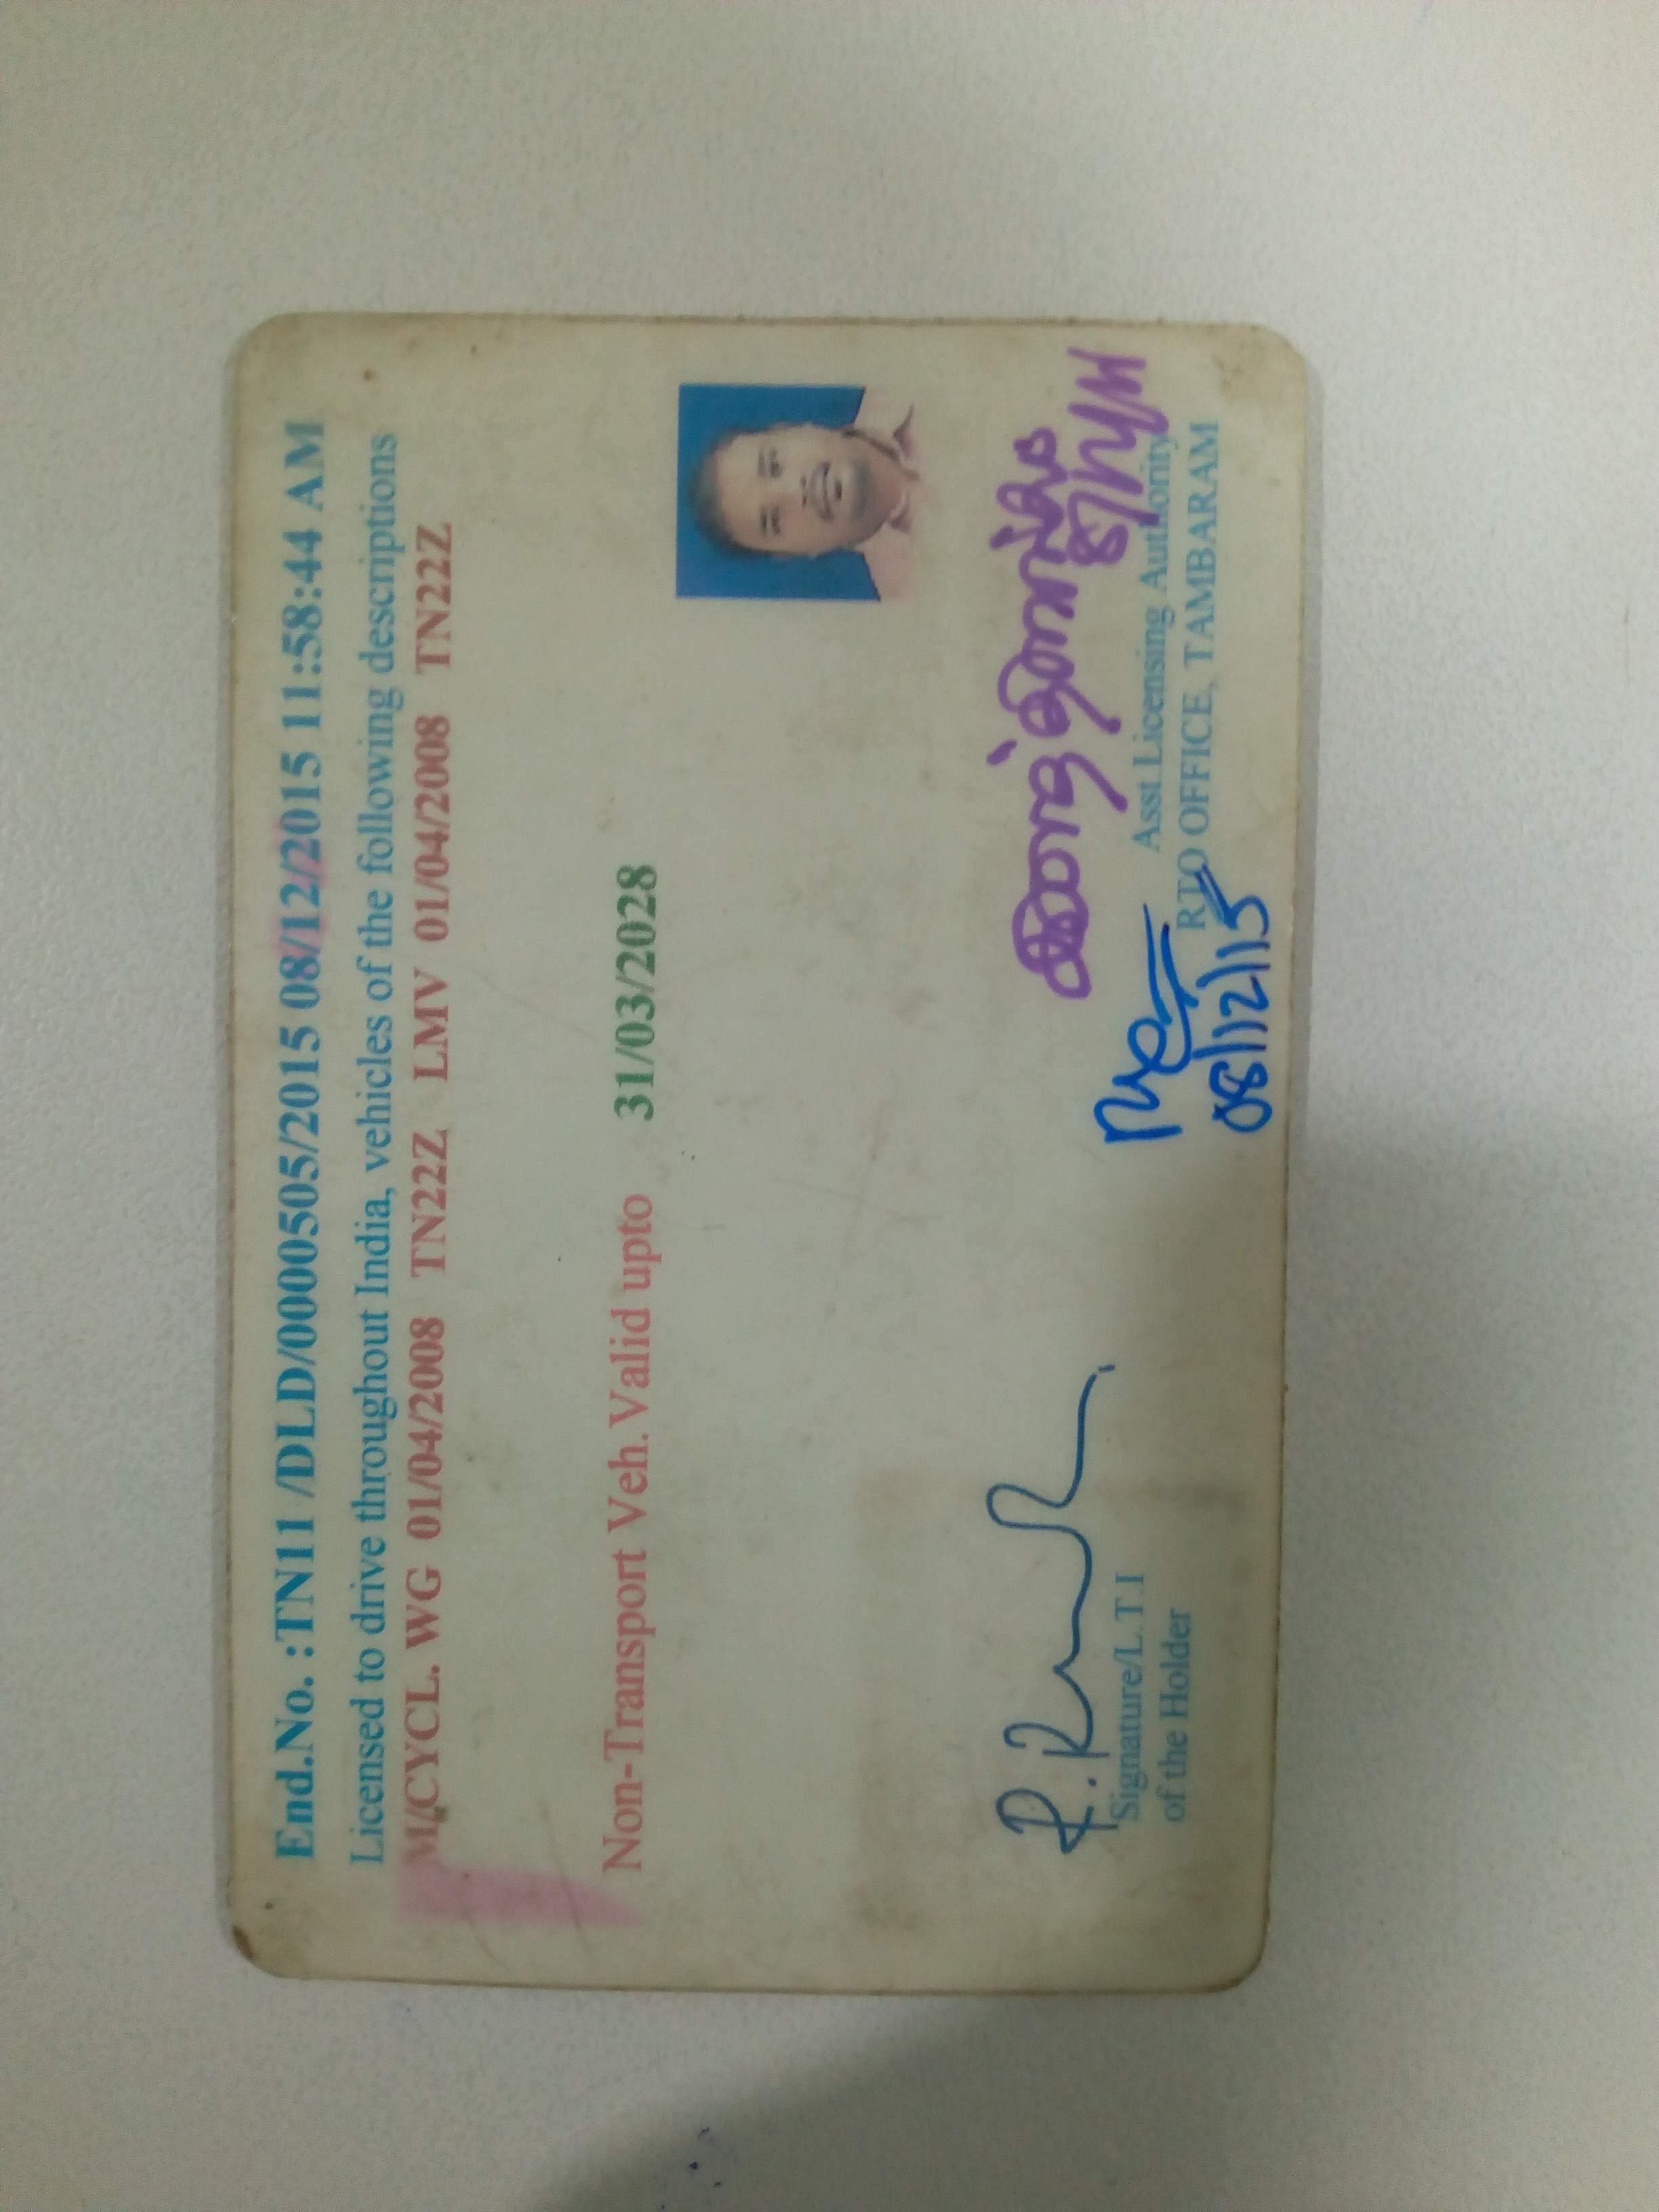 End.No. :TN11 /DLD/000505/2015 08/12/2015 11:58:44 AM
Licensed to drive throughout India, vehicles of the following descriptions
M/CYCL. WG 01/04/2008 TN22Z LMV 01/04/2008 TN22Z
Non-Transport Veh. Valid upto 31/03/2028
08/12/15
Signature/L.T.I
of the Holder
Asst Licensing Authority
RTO OFFICE, TAMBARAM